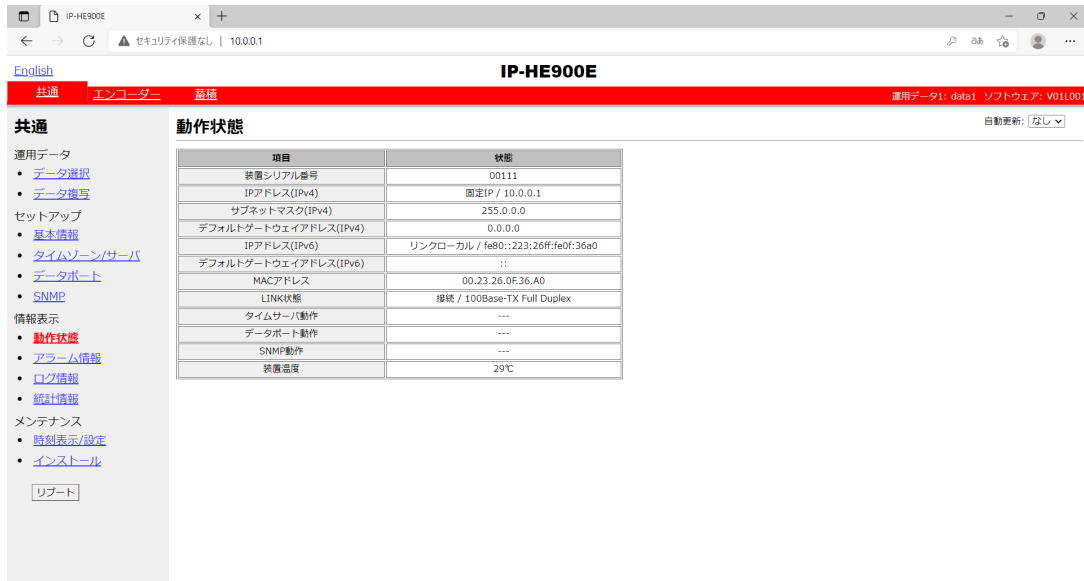 IP-HE900E
セキュリティ保護なし | 10.0.0.1
English
IP-HE900E
共通 エンコーダー 蓄積 運用データ1: data1 ソフトウェア: V01L001
共通
動作状態
自動更新: なし
運用データ
• データ選択
• データ複写
セットアップ
• 基本情報
• タイムゾーン/サーバ
• データポート
• SNMP
情報表示
• 動作状態
• アラーム情報
• ログ情報
• 統計情報
メンテナンス
• 時刻表示/設定
• インストール
リブート
項目 状態
装置シリアル番号 00111
IPアドレス(IPv4) 固定IP / 10.0.0.1
サブネットマスク(IPv4) 255.0.0.0
デフォルトゲートウェイアドレス(IPv4) 0.0.0.0
IPアドレス(IPv6) リンクローカル / fe80::223:26ff:fe0f:36a0
デフォルトゲートウェイアドレス(IPv6) ::
MACアドレス 00.23.26.0F.36.A0
LINK状態 接続 / 100Base-TX Full Duplex
タイムサーバ動作 ---
データポート動作 ---
SNMP動作 ---
装置温度 29℃